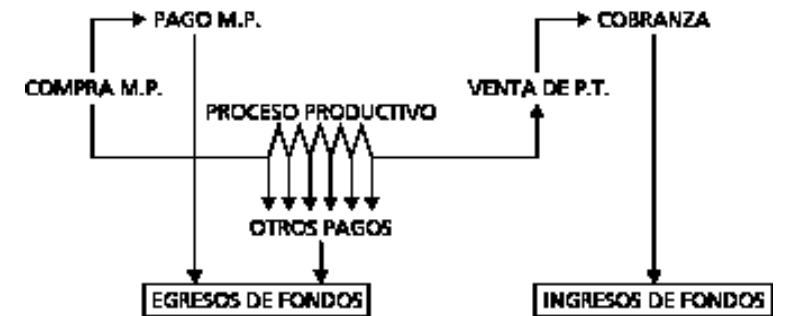 PAGO M.P.
COBRANZA
COMPRA M.P.
VENTA DE P.T.
PROCESO PRODUCTIVO
OTROS PAGOS
EGRESOS DE FONDOS
INGRESOS DE FONDOS